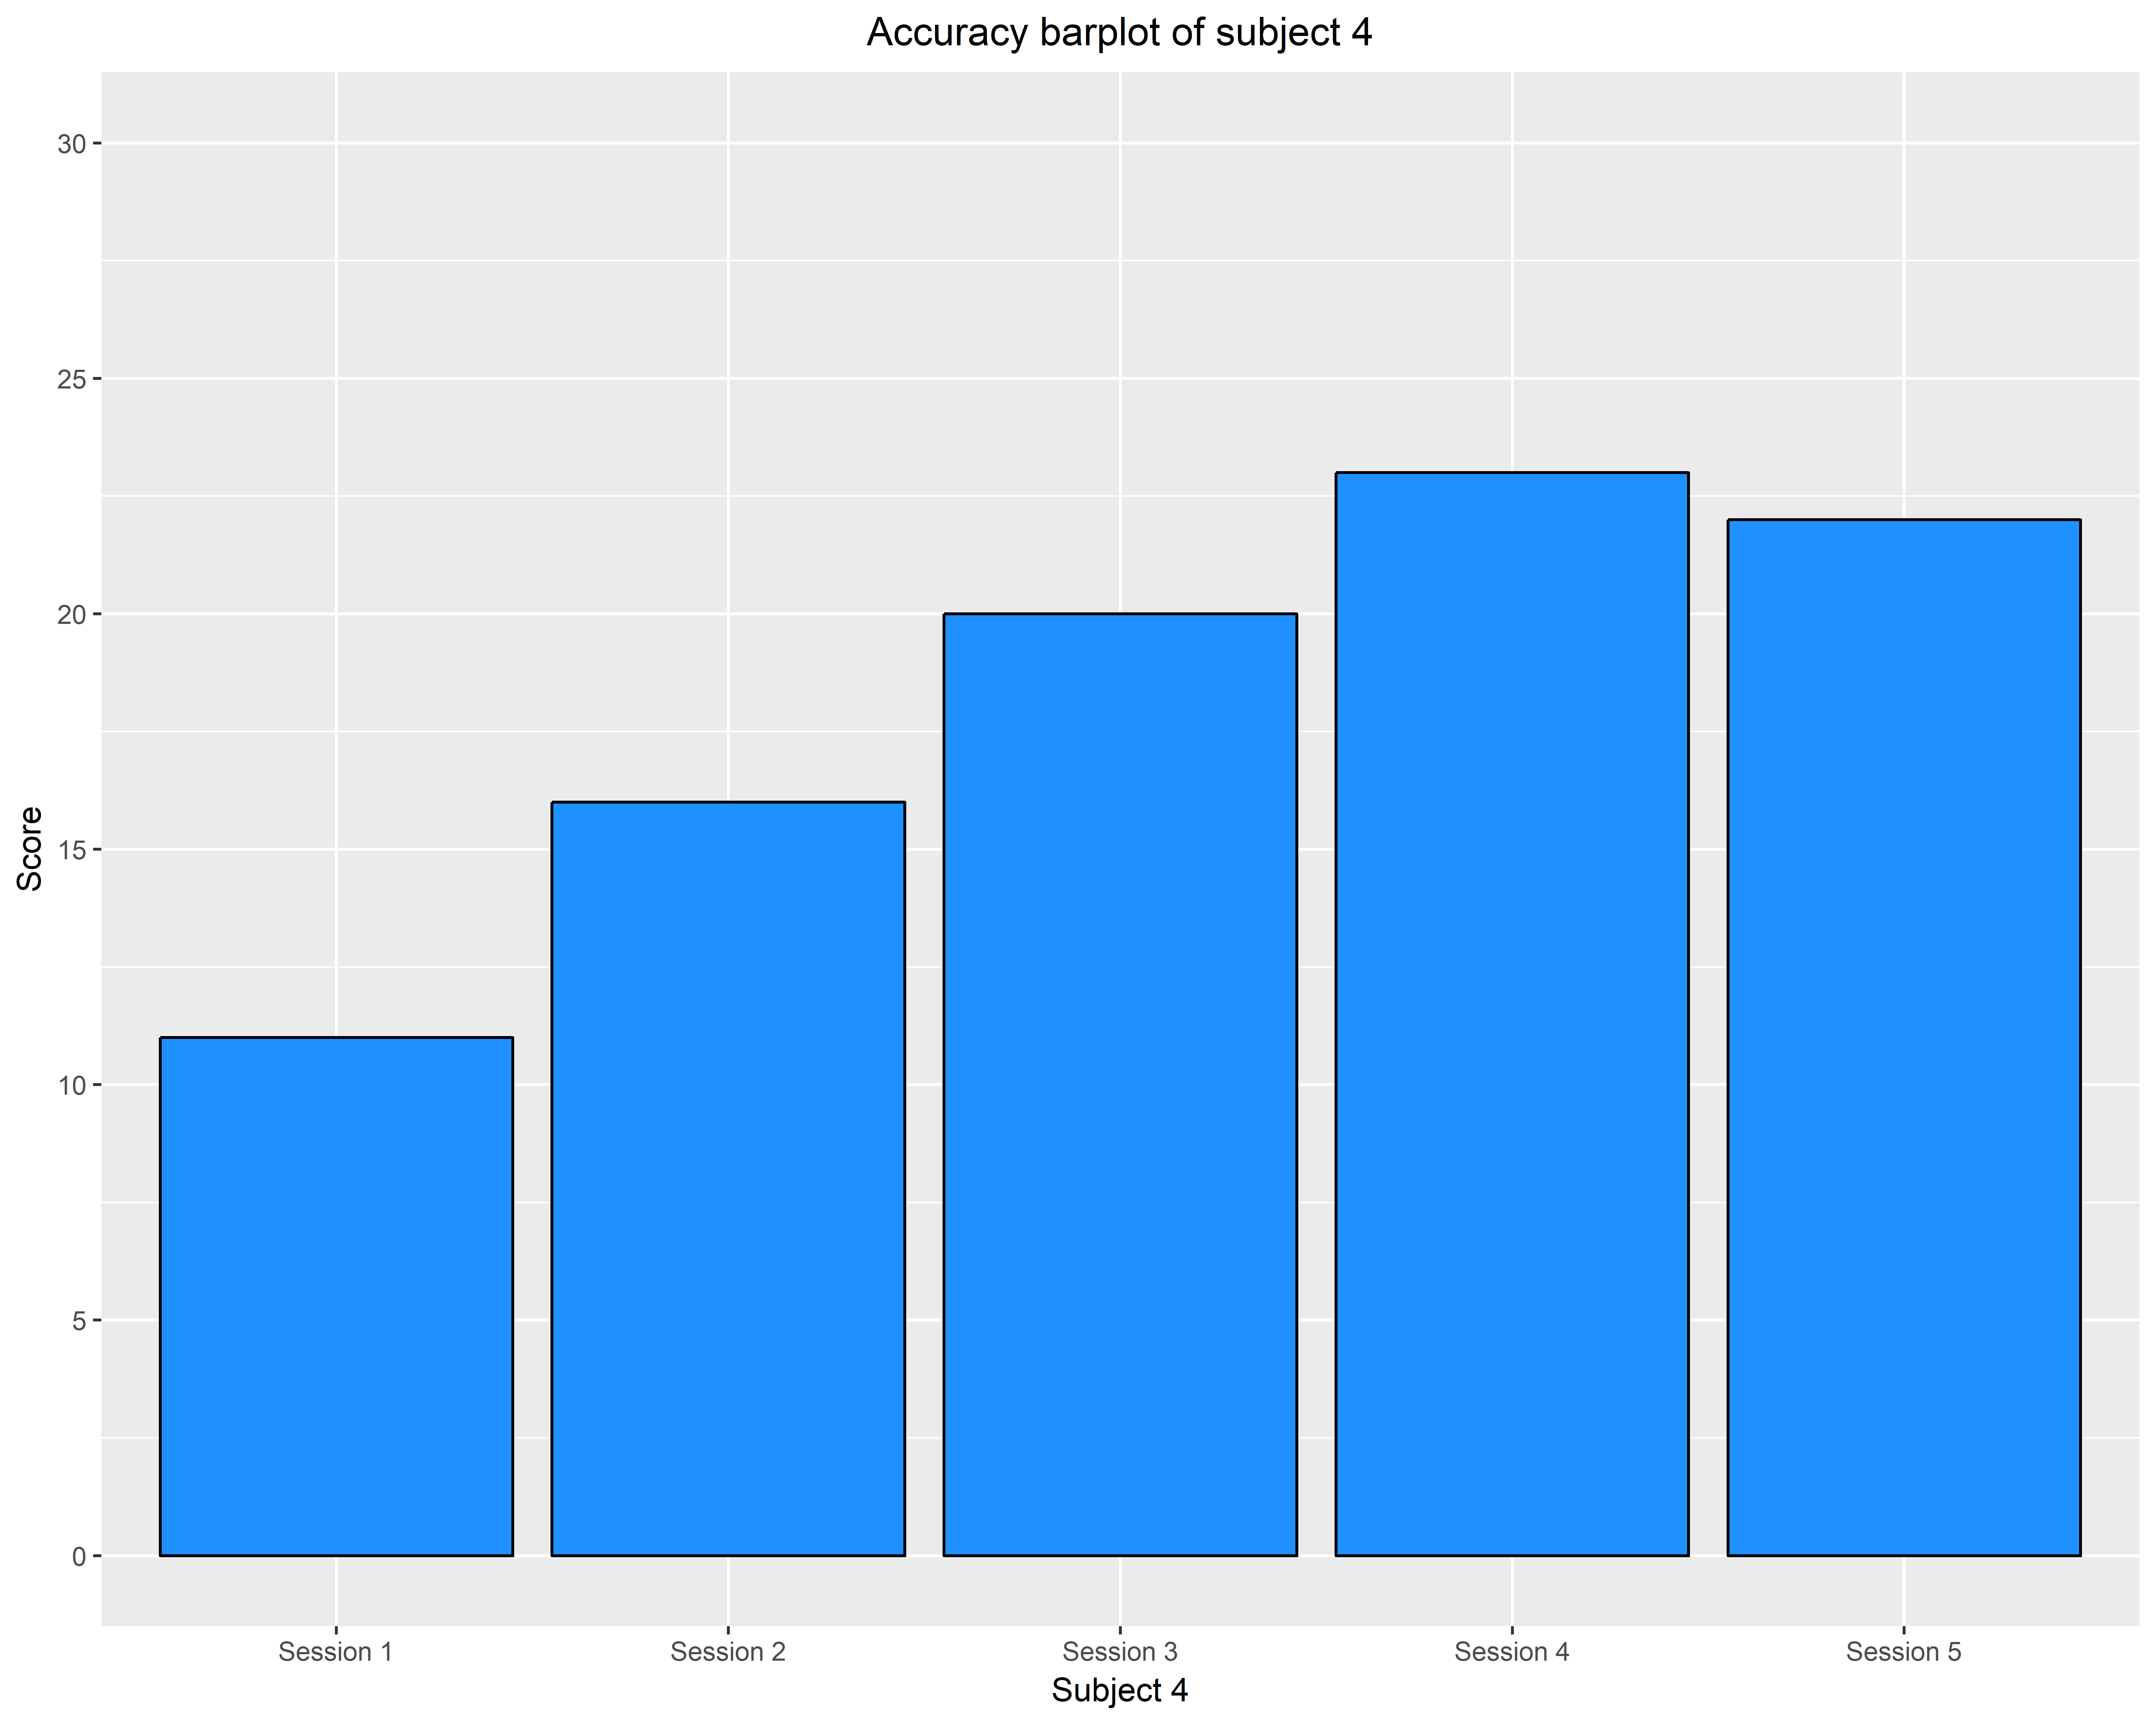 Accuracy barplot of subject 4
Score
30
25
20
15
10
5
0
Session 1
Session 2
Session 3
Session 4
Session 5
Subject 4